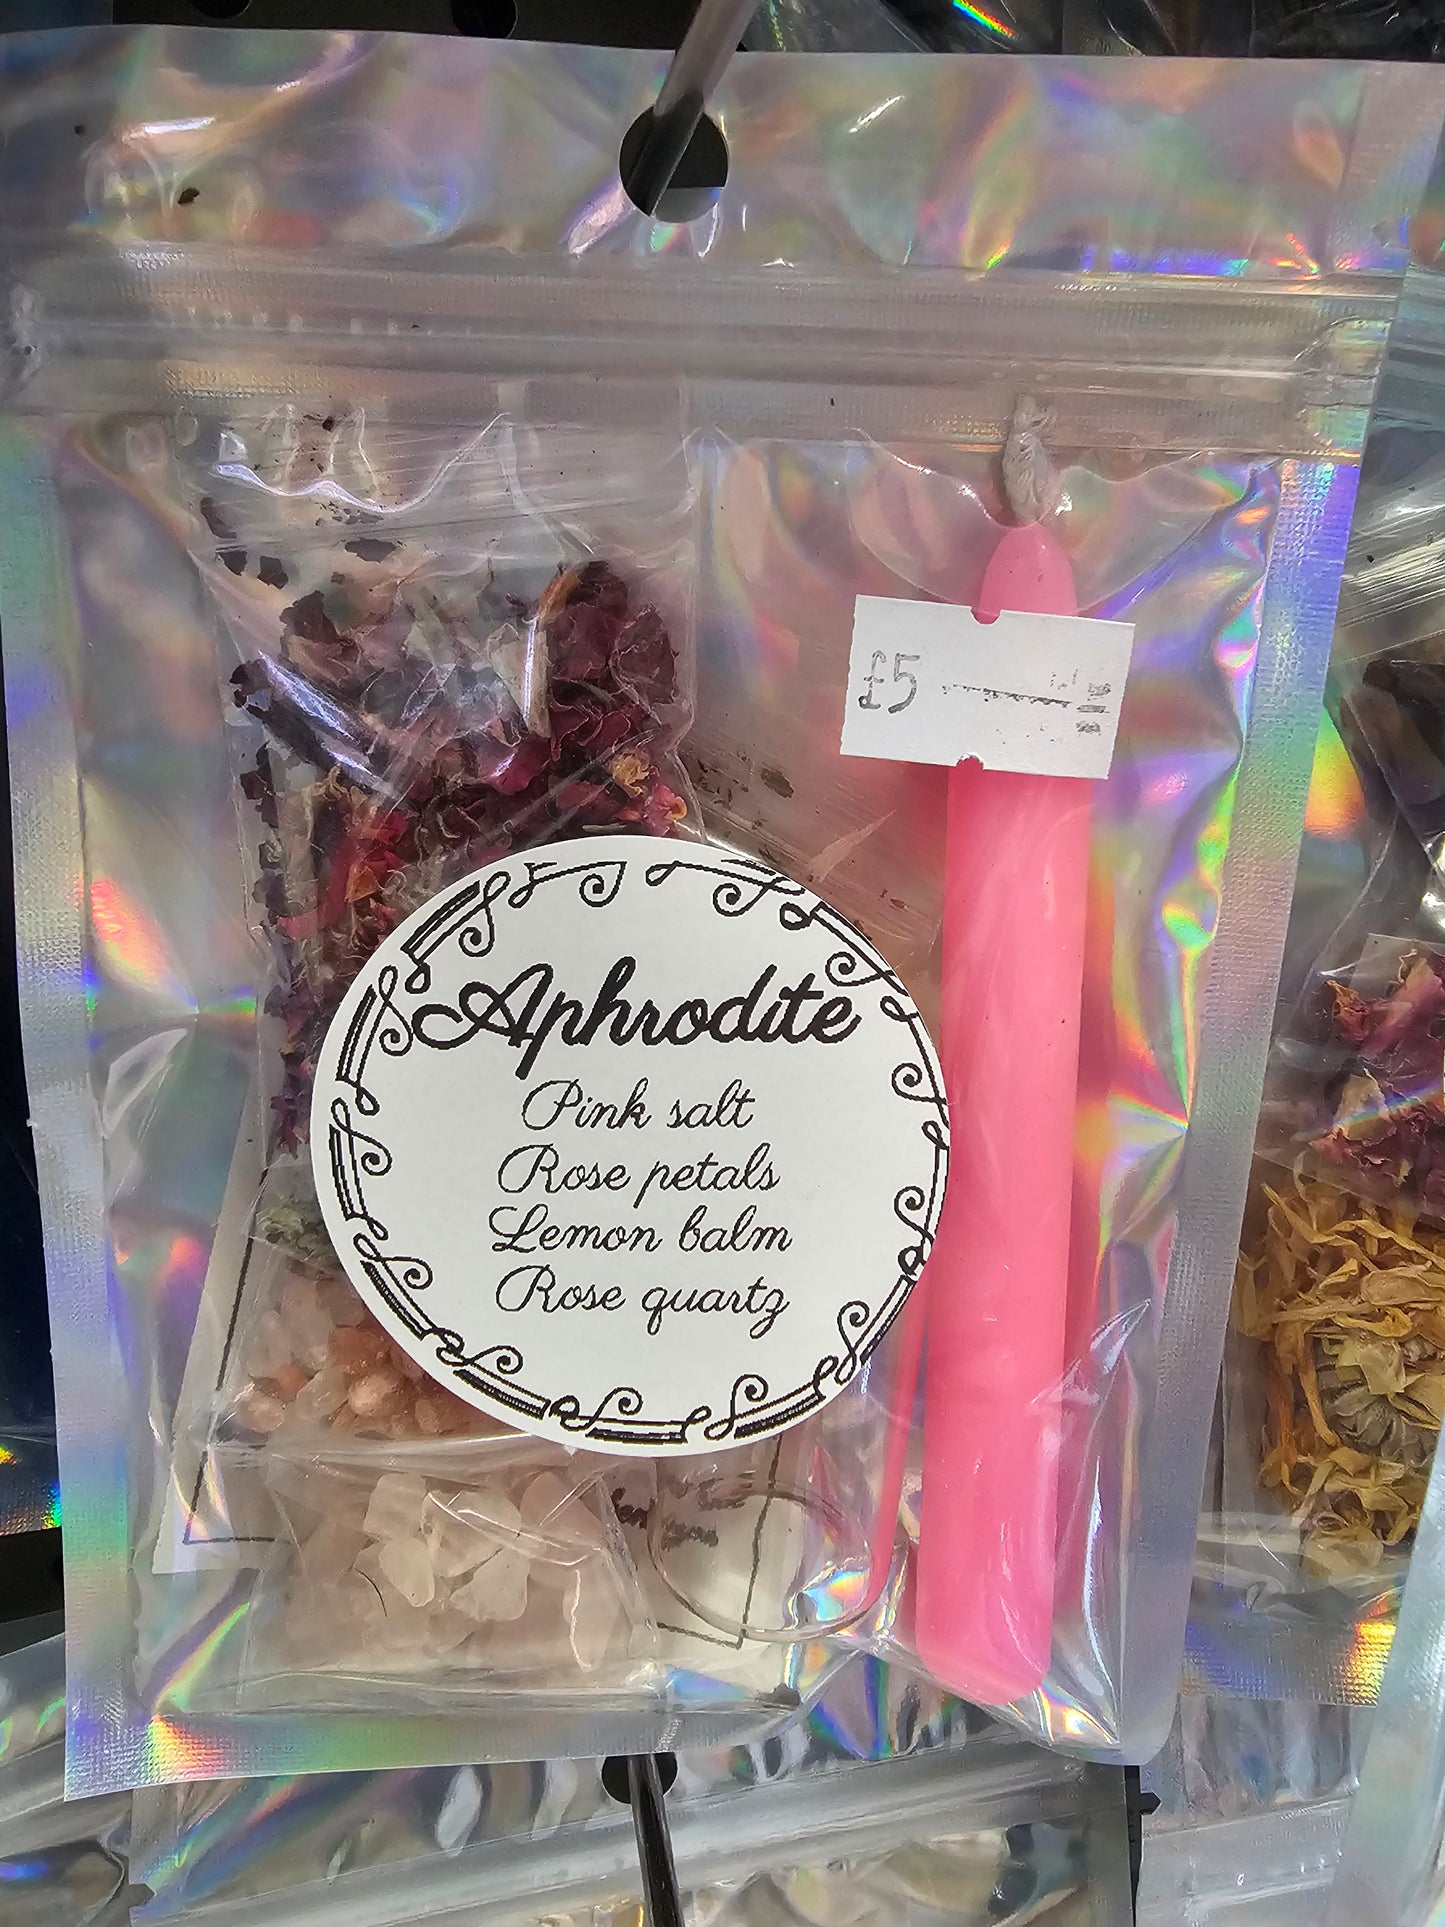 £5
Aphrodite
Pink salt
Rose petals
Lemon balm
Rose quartz